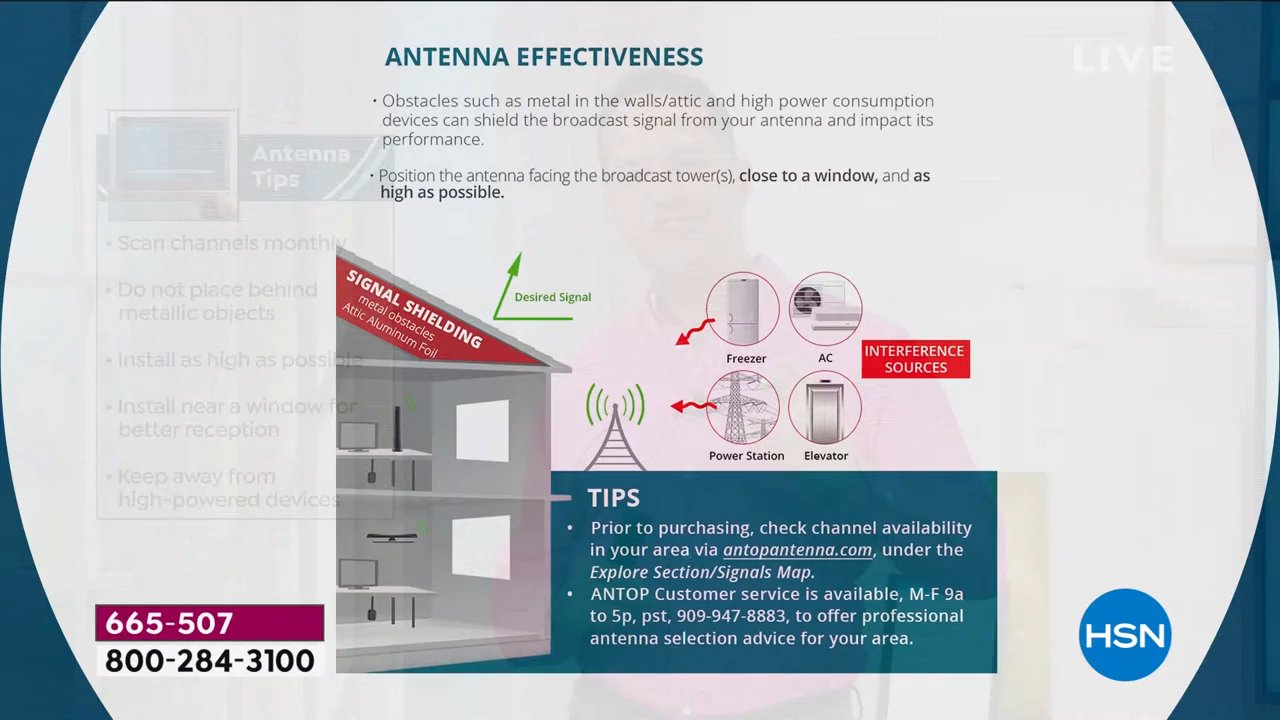 ANTENNA EFFECTIVENESS
LIVE
• Obstacles such as metal in the walls/attic and high power consumption
devices can shield the broadcast signal from your antenna and impact its
performance.
• Position the antenna facing the broadcast tower(s), close to a window, and as
high as possible.
Antenna
Tips
• Scan channels monthly
• Do not place behind
metallic objects
• Install as high as possible
• Install near a window for
better reception
• Keep away from
high-powered devices
SIGNAL SHIELDING
metal obstacles
Attic Aluminum Foil
Desired Signal
Freezer
AC
INTERFERENCE
SOURCES
Power Station
Elevator
TIPS
• Prior to purchasing, check channel availability
in your area via antopantenna.com, under the
Explore Section/Signals Map.
• ANTOP Customer service is available, M-F 9a
to 5p, pst, 909-947-8883, to offer professional
antenna selection advice for your area.
665-507
800-284-3100
HSN